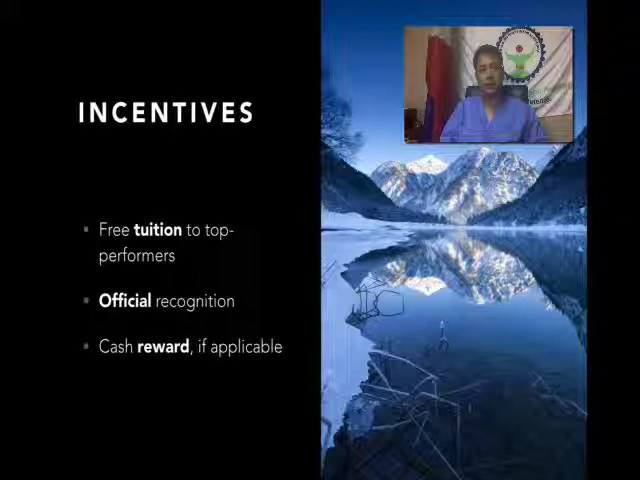 INCENTIVES
Free tuition to top-
performers
Official recognition
Cash reward, if applicable